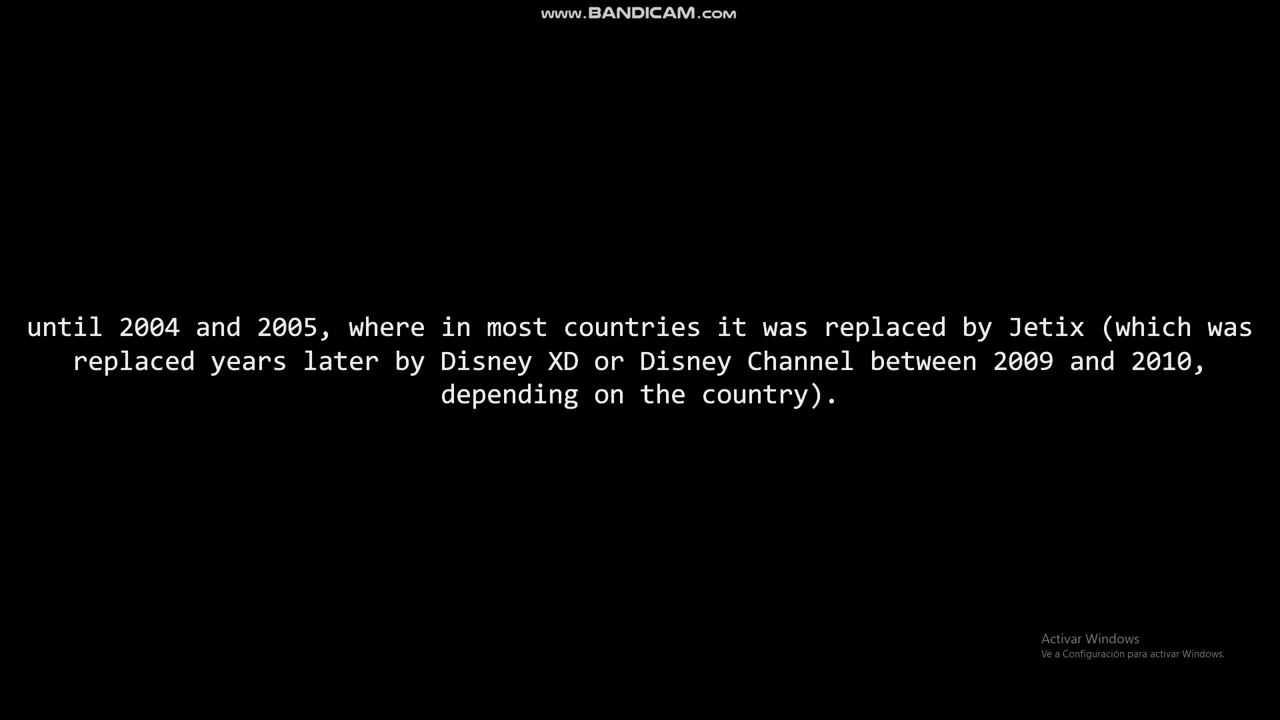 www.BANDICAM.com
until 2004 and 2005, where in most countries it was replaced by Jetix (which was
replaced years later by Disney XD or Disney Channel between 2009 and 2010,
depending on the country).
Activar Windows
Ve a Configuración para activar Windows.